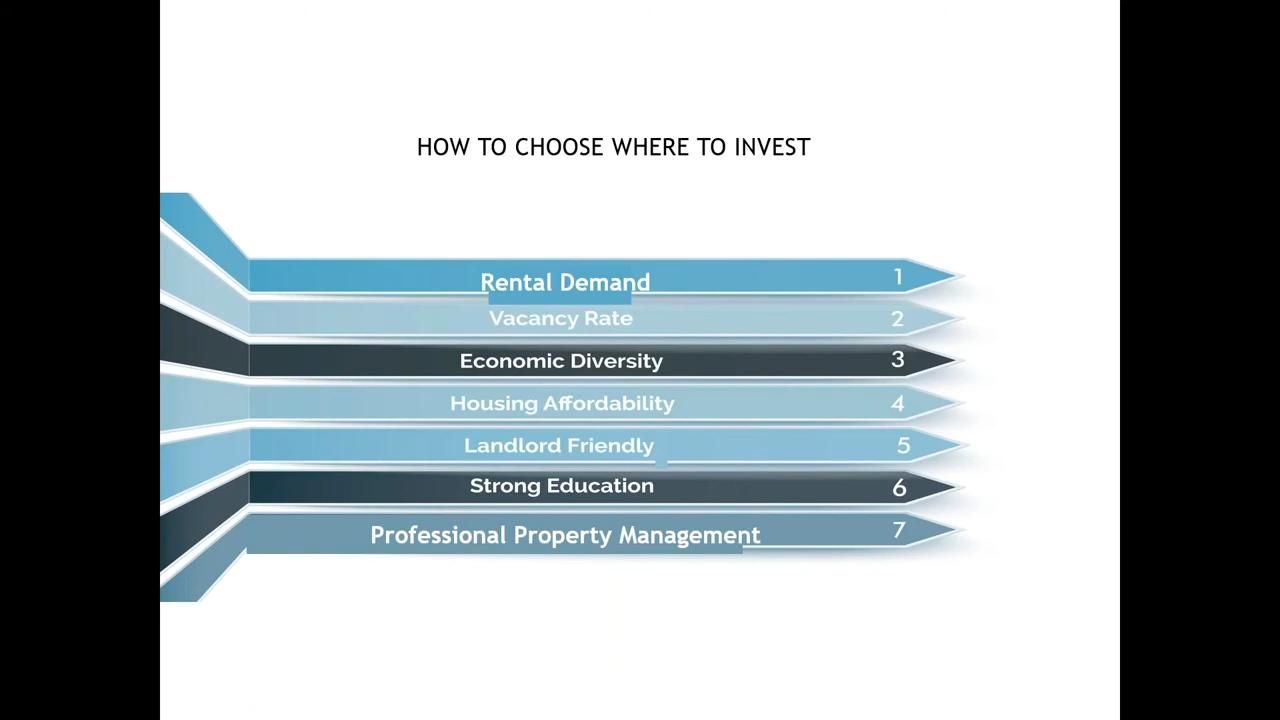 HOW TO CHOOSE WHERE TO INVEST
Rental Demand 1
Vacancy Rate 2
Economic Diversity 3
Housing Affordability 4
Landlord Friendly 5
Strong Education 6
Professional Property Management 7